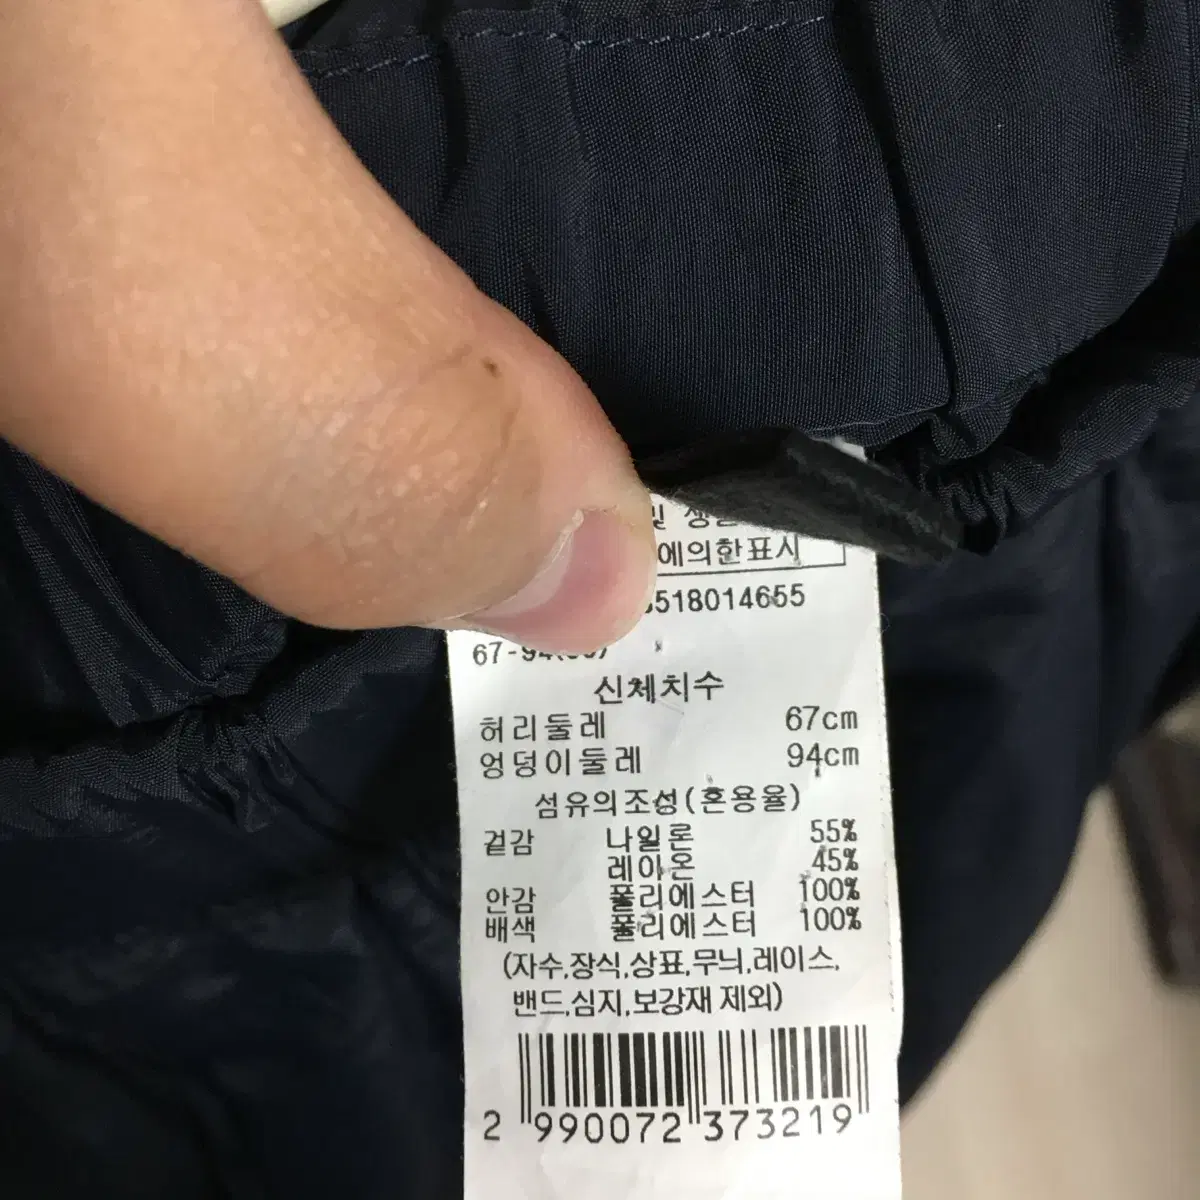 에의한표시
518014655
신체치수
허리둘레 67cm
엉덩이둘레 94cm
섬유의조성(혼용율)
겉감 나일론 55%
레이온 45%
안감 폴리에스터 100%
배색 폴리에스터 100%
(자수,장식,상표,무늬,레이스,
밴드,심지,보강재 제외)
2 990072 373219